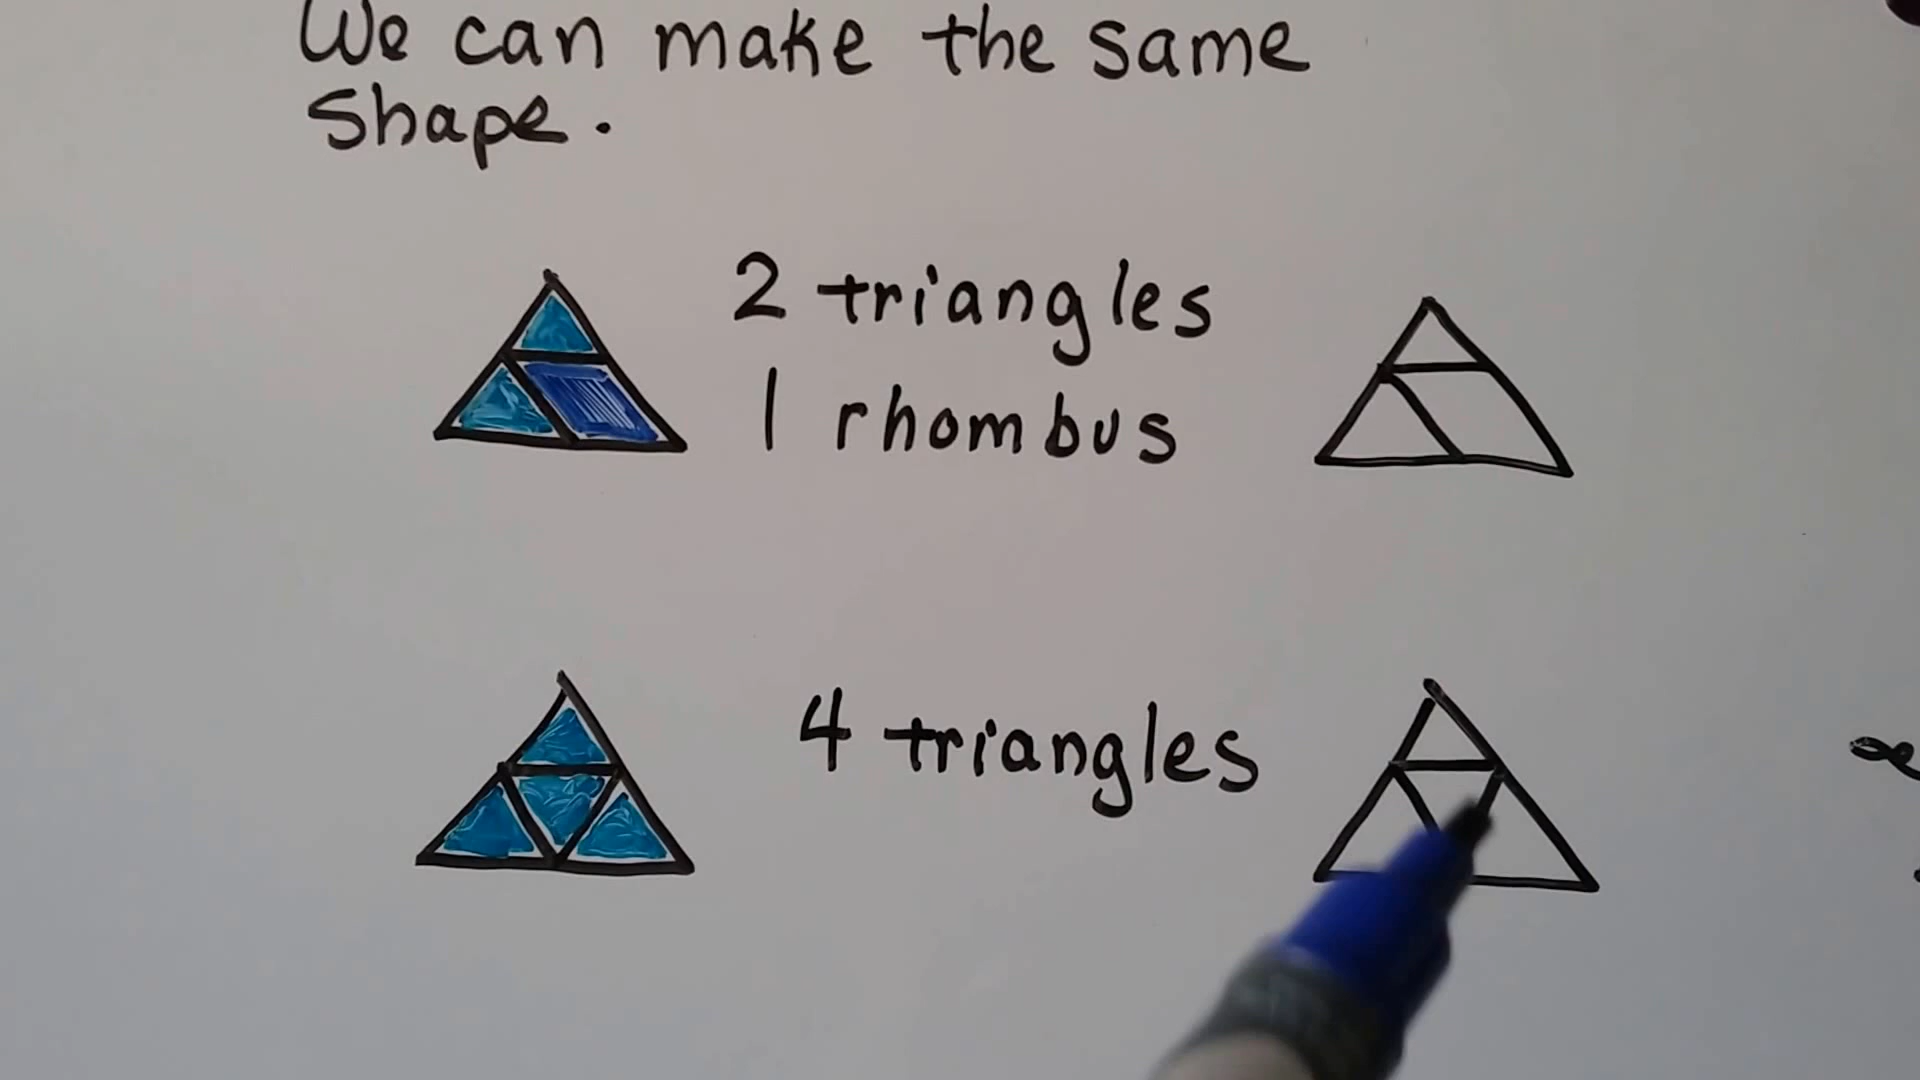 We can make the same
shape.
2 triangles
1 rhombus
4 triangles